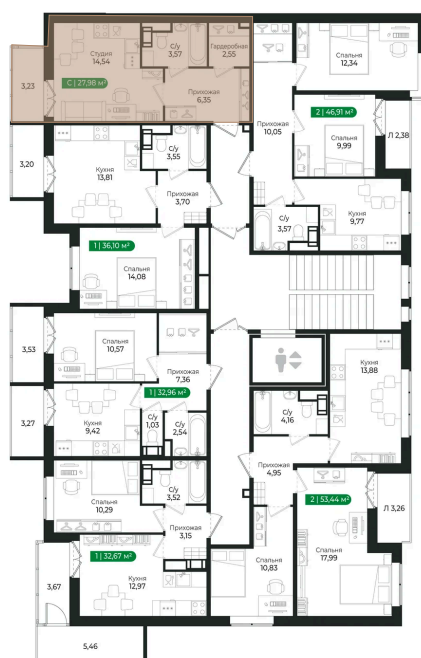 Студия
14,54
С | 27,98 м²
3,23
С/у
3,57
Гардеробная
2,55
Прихожая
6,35
Спальня
12,34
2 | 46,91 м²
Спальня
9,99
Л 2,38
Прихожая
10,05
С/у
3,57
Кухня
9,77
3,20
Кухня
13,81
С/у
3,55
Прихожая
3,70
1 | 36,10 м²
Спальня
14,08
3,53
Спальня
10,57
Прихожая
7,36
1 | 32,96 м²
3,27
Кухня
9,42
С/у
1,03
С/у
2,54
Кухня
13,88
С/у
4,16
Прихожая
4,95
2 | 53,44 м²
Л 3,26
Спальня
17,99
Спальня
10,83
Спальня
10,29
С/у
3,52
Прихожая
3,15
1 | 32,67 м²
Кухня
12,97
3,67
5,46